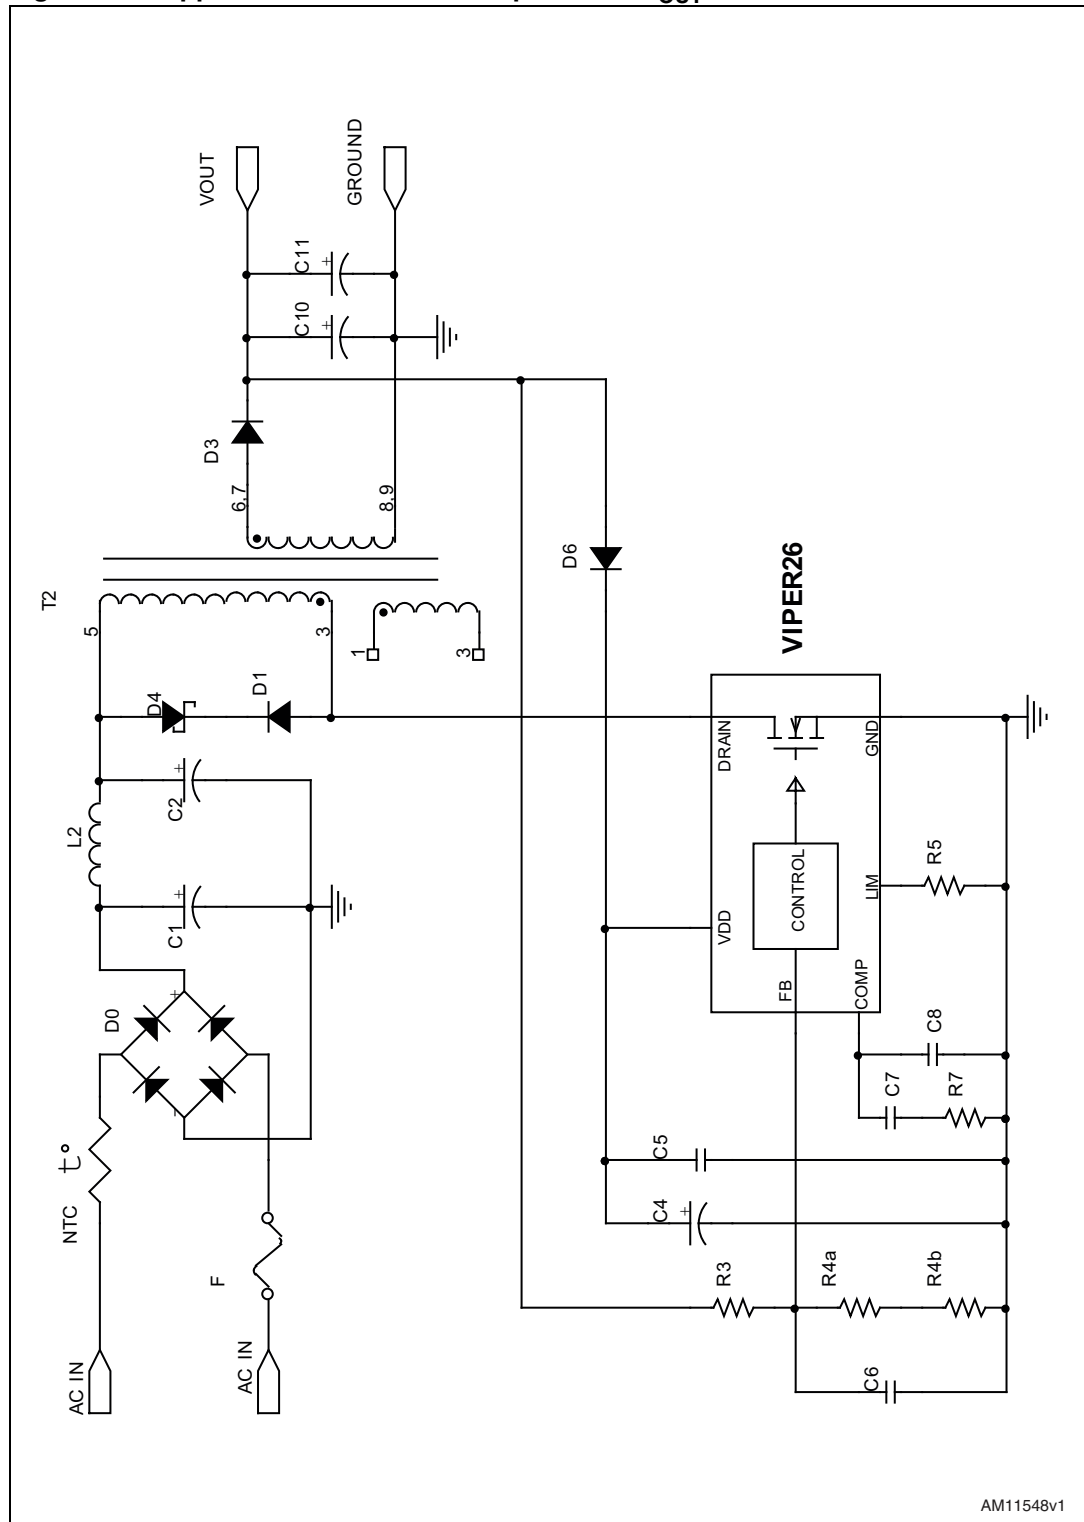 VOUT
GROUND
C11
+
C10
+
D3
6,7
8,9
T2
5
3
1
3
D4
D1
D6
VIPER26
L2
C2
+
C1
+
D0
+
-
NTC
t°
F
AC IN
AC IN
DRAIN
GND
VDD
CONTROL
LIM
FB
COMP
R5
C8
C7
R7
C5
C4
+
R3
R4a
R4b
C6
AM11548v1